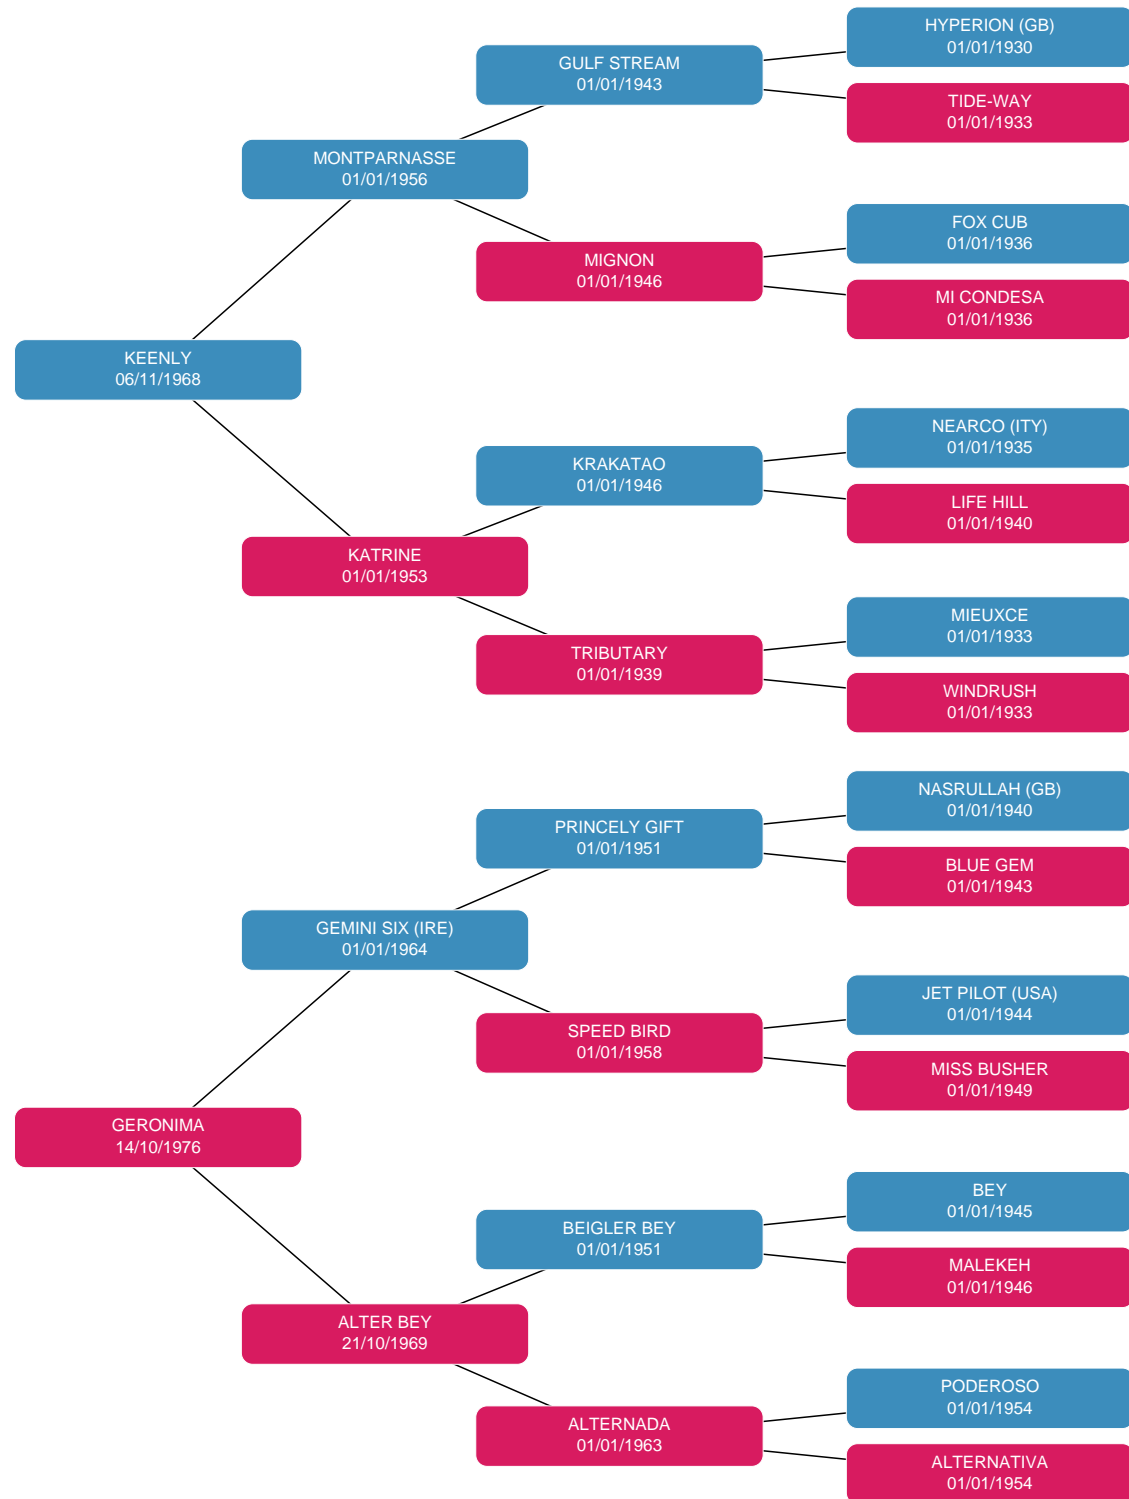 HYPERION (GB)
01/01/1930
GULF STREAM
01/01/1943
TIDE-WAY
01/01/1933
MONTPARNASSE
01/01/1956
FOX CUB
01/01/1936
MIGNON
01/01/1946
MI CONDESA
01/01/1936
KEENLY
06/11/1968
NEARCO (ITY)
01/01/1935
KRAKATAO
01/01/1946
LIFE HILL
01/01/1940
KATRINE
01/01/1953
MIEUXCE
01/01/1933
TRIBUTARY
01/01/1939
WINDRUSH
01/01/1933
NASRULLAH (GB)
01/01/1940
PRINCELY GIFT
01/01/1951
BLUE GEM
01/01/1943
GEMINI SIX (IRE)
01/01/1964
JET PILOT (USA)
01/01/1944
SPEED BIRD
01/01/1958
MISS BUSHER
01/01/1949
GERONIMA
14/10/1976
BEY
01/01/1945
BEIGLER BEY
01/01/1951
MALEKEH
01/01/1946
ALTER BEY
21/10/1969
PODEROSO
01/01/1954
ALTERNADA
01/01/1963
ALTERNATIVA
01/01/1954